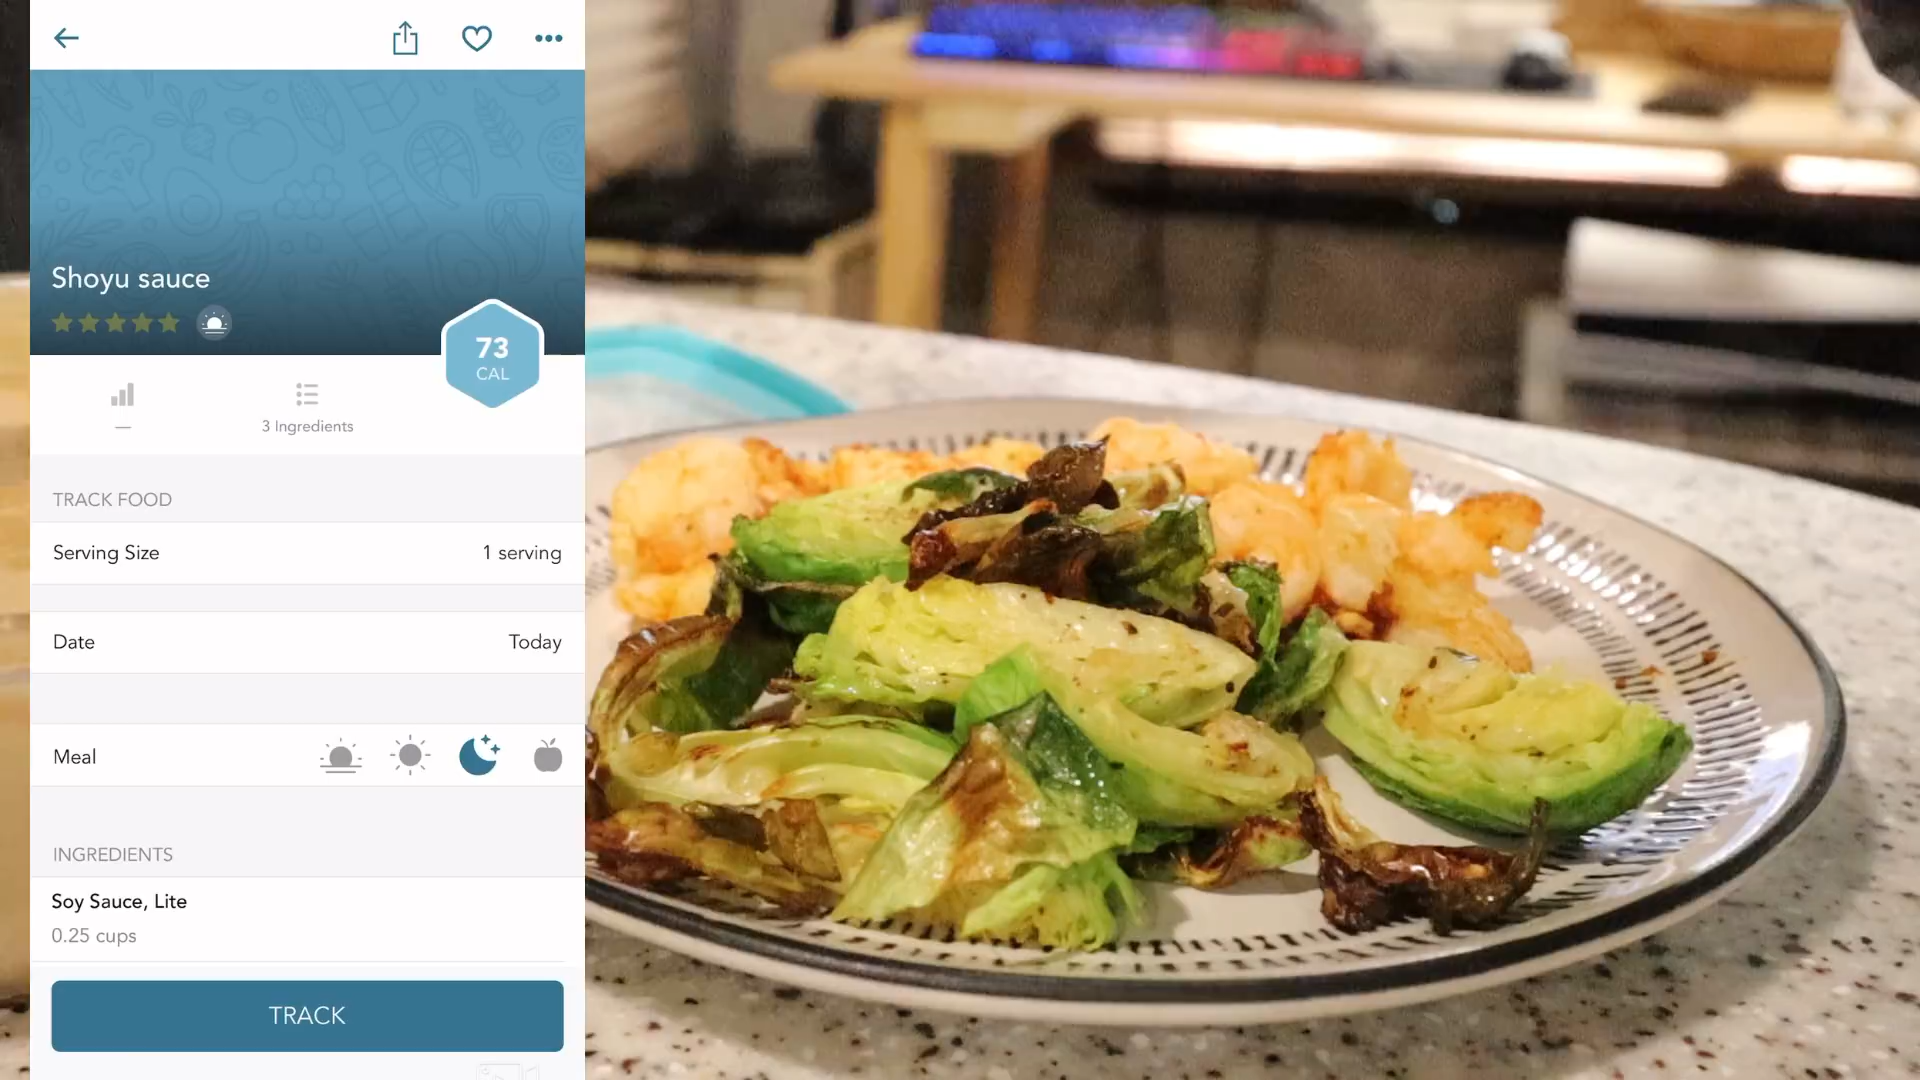 Shoyu sauce
73
CAL
—
3 Ingredients
TRACK FOOD
Serving Size 1 serving
Date Today
Meal
INGREDIENTS
Soy Sauce, Lite
0.25 cups
TRACK